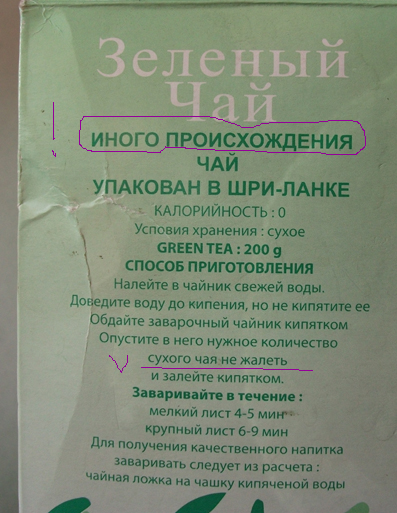 Зеленый
Чай
ИНОГО ПРОИСХОЖДЕНИЯ
ЧАЙ
УПАКОВАН В ШРИ-ЛАНКЕ
КАЛОРИЙНОСТЬ : 0
Условия хранения : сухое
GREEN TEA : 200 g
СПОСОБ ПРИГОТОВЛЕНИЯ
Налейте в чайник свежей воды.
Доведите воду до кипения, но не кипятите ее
Обдайте заварочный чайник кипятком
Опустите в него нужное количество
сухого чая не жалеть
и залейте кипятком.
Заваривайте в течение :
мелкий лист 4-5 мин
крупный лист 6-9 мин
Для получения качественного напитка
заваривать следует из расчета :
чайная ложка на чашку кипяченой воды